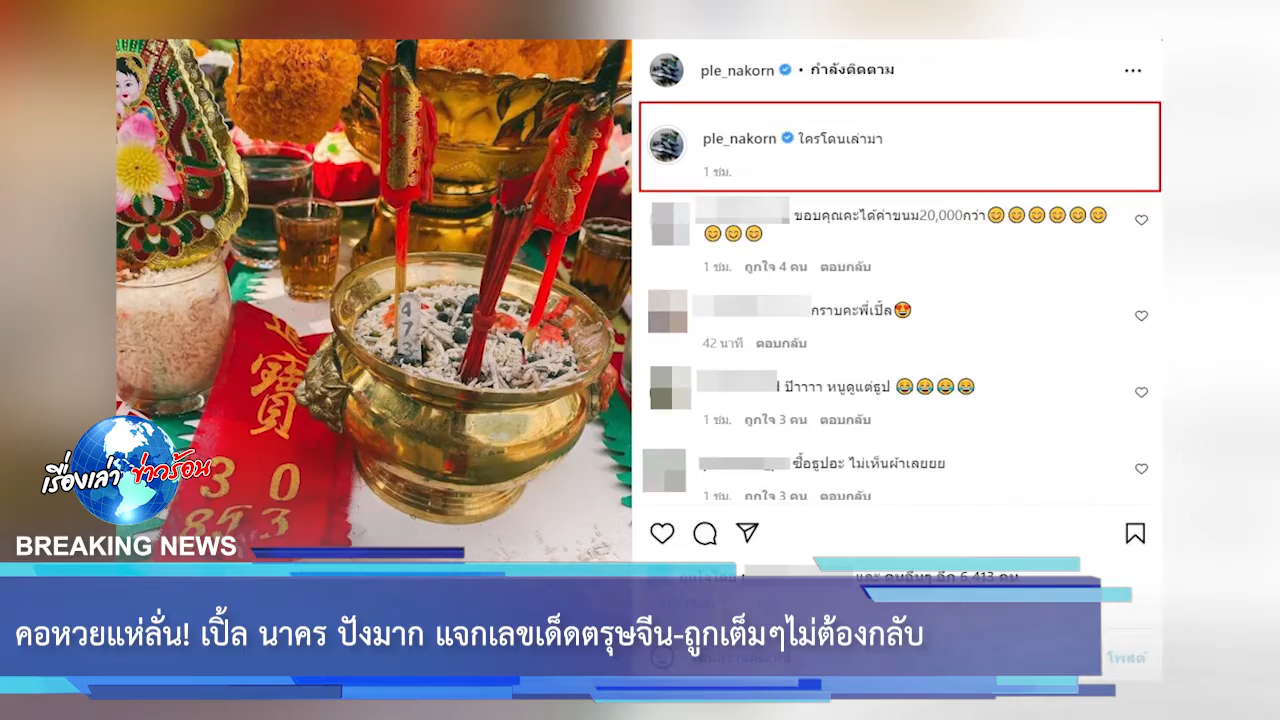 ple_nakorn • กำลังติดตาม
ple_nakorn ใครโดนเล่ามา
1 ชม.
ขอบคุณคะได้ค่าขนม20,000กว่า😊😊😊😊😊😊
😊😊😊
1 ชม. ถูกใจ 4 คน ตอบกลับ
กราบคะพี่เปิ้ล😍
42 นาที ตอบกลับ
ป๊าาาา หนูดูแต่ธูป 😂😂😂😂
1 ชม. ถูกใจ 3 คน ตอบกลับ
ซื้อธูปอะ ไม่เห็นผ้าเลยยย
1 ชม. ถูกใจ 3 คน ตอบกลับ
และ คนอื่นๆ อีก 6,413 คน
โพสต์
473
寶
30
853
เรื่องเล่า ข่าวร้อน
BREAKING NEWS
คอหวยแห่ลั่น! เปิ้ล นาคร ปังมาก แจกเลขเด็ดตรุษจีน-ถูกเต็มๆไม่ต้องกลับ